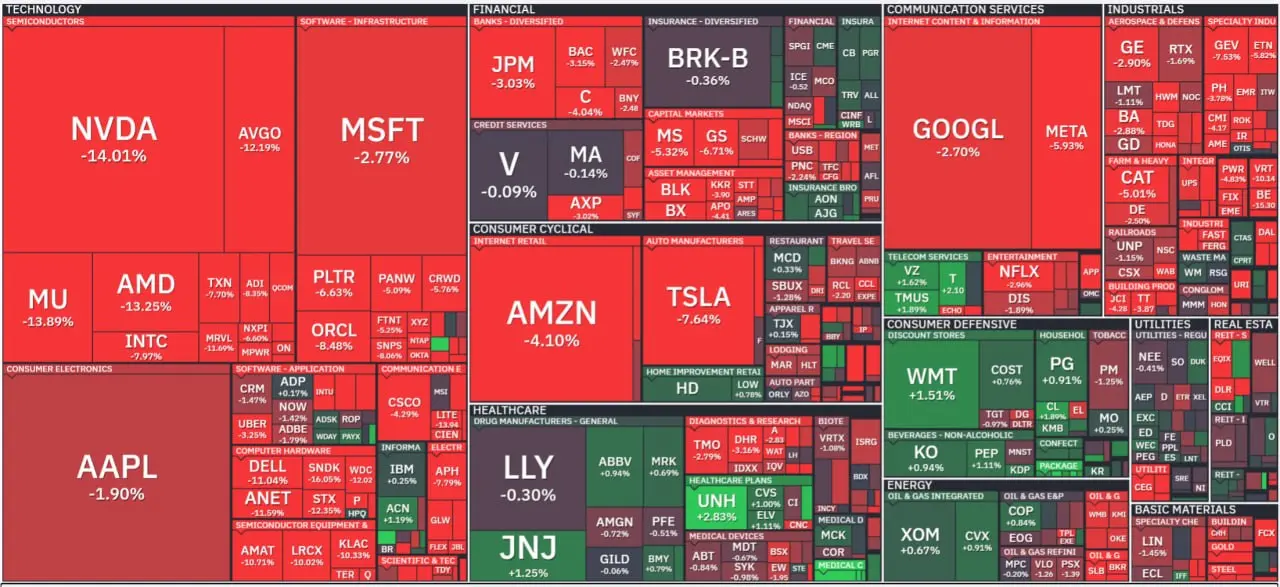 TECHNOLOGY
SEMICONDUCTORS
NVDA
-14.01%
AVGO
-12.19%
MU
-13.89%
AMD
-13.25%
INTC
-7.97%
TXN
-7.70%
ADI
-8.35%
QCOM
MRVL
-11.69%
NXPI
-6.60%
MPWR
ON
SOFTWARE - INFRASTRUCTURE
MSFT
-2.77%
PLTR
-6.63%
PANW
-5.09%
CRWD
-5.76%
ORCL
-8.48%
FTNT
-5.25%
XYZ
SNPS
-8.06%
NTAP
OKTA
CONSUMER ELECTRONICS
AAPL
-1.90%
SOFTWARE - APPLICATION
CRM
-1.47%
ADP
+0.17%
INTU
UBER
-3.25%
NOW
-1.42%
ADBE
-1.79%
ADSK
ROP
WDAY
PAYX
COMMUNICATION E
CSCO
-4.29%
MSI
LITE
-13.94
CIEN
COMPUTER HARDWARE
DELL
-11.04%
SNDK
-16.05%
WDC
-12.02
ANET
-11.59%
STX
-12.35%
P
HPQ
INFORMA
IBM
+0.25%
ACN
+1.19%
BR
ELECTR
APH
-7.79%
GLW
FLEX
JBL
SEMICONDUCTOR EQUIPMENT &
AMAT
-10.71%
LRCX
-10.02%
KLAC
-10.33%
TER
Q
SCIENTIFIC & TEC
TDY
FINANCIAL
BANKS - DIVERSIFIED
JPM
-3.03%
BAC
-3.15%
WFC
-2.47%
C
-4.04%
BNY
-2.48
CREDIT SERVICES
V
-0.09%
MA
-0.14%
COF
AXP
-3.02%
SYF
INSURANCE - DIVERSIFIED
BRK-B
-0.36%
CAPITAL MARKETS
MS
-5.32%
GS
-6.71%
SCHW
ASSET MANAGEMENT
BLK
KKR
-3.90
STT
BX
APO
-4.41
AMP
ARES
FINANCIAL
SPGI
CME
ICE
-0.52
MCO
NDAQ
MSCI
INSURA
CB
PGR
TRV
ALL
CINF
WRB
L
BANKS - REGION
USB
PNC
-2.24%
TFC
CFG
MET
AFL
PRU
INSURANCE BRO
AON
AJG
CONSUMER CYCLICAL
INTERNET RETAIL
AMZN
-4.10%
AUTO MANUFACTURERS
TSLA
-7.64%
F
HOME IMPROVEMENT RETAI
HD
LOW
+0.78%
RESTAURANT
MCD
+0.33%
SBUX
-1.28%
DRI
TRAVEL SE
BKNG
ABNB
RCL
-2.20
CCL
EXPE
APPAREL R
TJX
+0.15%
BBY
IP
LODGING
MAR
HLT
AUTO PART
ORLY
AZO
HEALTHCARE
DRUG MANUFACTURERS - GENERAL
LLY
-0.30%
ABBV
+0.94%
MRK
+0.69%
JNJ
+1.25%
AMGN
-0.72%
PFE
-0.51%
GILD
-0.06%
BMY
+0.79%
DIAGNOSTICS & RESEARCH
TMO
-2.79%
DHR
-3.16%
A
-2.83
WAT
IDXX
IQV
LH
HEALTHCARE PLANS
UNH
+2.83%
CVS
+1.00%
CI
ELV
+1.11%
CNC
MEDICAL DEVICES
ABT
-0.84%
MDT
-0.67%
BSX
SYK
-0.98%
EW
-1.95
STE
BIOTE
VRTX
-1.08%
INCY
ISRG
BDX
MEDICAL D
MCK
COR
MEDICAL C
COMMUNICATION SERVICES
INTERNET CONTENT & INFORMATION
GOOGL
-2.70%
META
-5.93%
TELECOM SERVICES
VZ
+1.62%
T
+2.10
TMUS
+1.89%
ECHO
ENTERTAINMENT
NFLX
-2.96%
DIS
-1.89%
APP
OMC
CONSUMER DEFENSIVE
DISCOUNT STORES
WMT
+1.51%
COST
+0.76%
TGT
-0.97%
DG
DLTR
HOUSEHOL
PG
+0.91%
CL
+1.89%
EL
KMB
TOBACC
PM
-1.25%
MO
+0.25%
BEVERAGES - NON-ALCOHOLIC
KO
+0.94%
PEP
+1.11%
MNST
KDP
CONFECT
PACKAGE
KR
ENERGY
OIL & GAS INTEGRATED
XOM
+0.67%
CVX
+0.91%
OIL & GAS E&P
COP
+0.84%
EOG
TPL
EXE
OIL & G
WMB
KMI
OKE
OIL & GAS REFINI
MPC
-0.20%
VLO
-1.26
PSX
-1.39
OIL & G
SLB
BKR
INDUSTRIALS
AEROSPACE & DEFENS
GE
-2.90%
RTX
-1.69%
LMT
-1.11%
HWM
NOC
BA
-2.88%
TDG
GD
HONA
SPECIALTY INDU
GEV
-7.53%
ETN
-5.82%
PH
-3.78%
EMR
ITW
CMI
-4.17
ROK
IR
AME
OTIS
FARM & HEAVY
CAT
-5.01%
DE
-2.50%
INTEGR
UPS
PWR
-4.83%
VRT
-10.14
FIX
EME
BE
-15.30
RAILROADS
UNP
-1.15%
NSC
CSX
WAB
INDUSTRI
FAST
FERG
CTAS
CPRT
DAL
WASTE MA
WM
RSG
URI
BUILDING PROD
JCI
-4.28
TT
-3.87
CONGLOM
MMM
HON
UTILITIES
UTILITIES - REGU
NEE
-0.41%
SO
DUK
AEP
D
ETR
XEL
EXC
ED
WEC
PEG
FE
PPL
ES
LNT
UTILITI
CEG
SRE
NI
REAL ESTA
REIT - S
EQIX
DLR
CCI
WELL
VTR
REIT - I
PLD
O
REIT -
BASIC MATERIALS
SPECIALTY CHE
LIN
-1.45%
ECL
IFF
BUILDIN
CRH
GOLD
STEEL
FCX